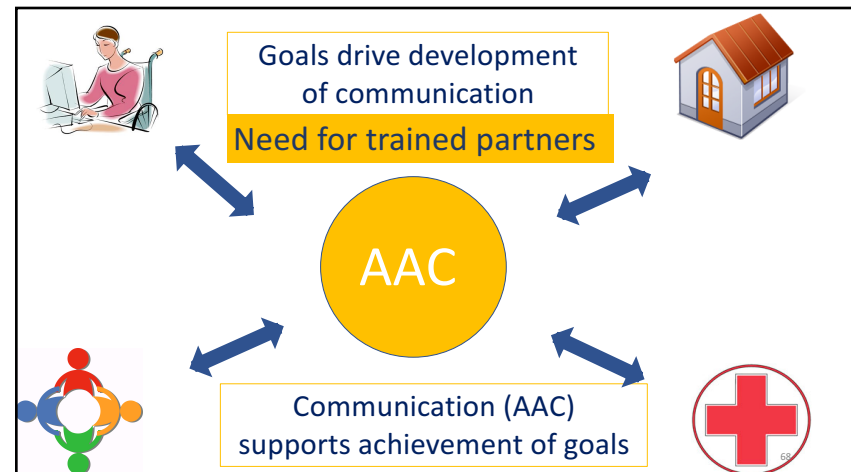 Goals drive development
of communication
Need for trained partners
AAC
Communication (AAC)
supports achievement of goals
68